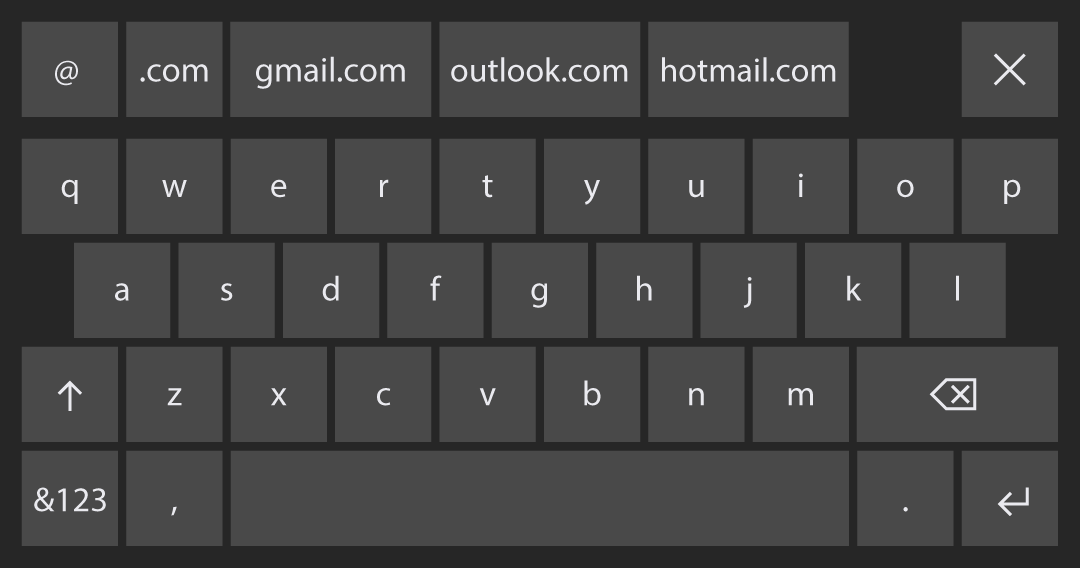 @ .com gmail.com outlook.com hotmail.com
q w e r t y u i o p
a s d f g h j k l
z x c v b n m
&123 , .